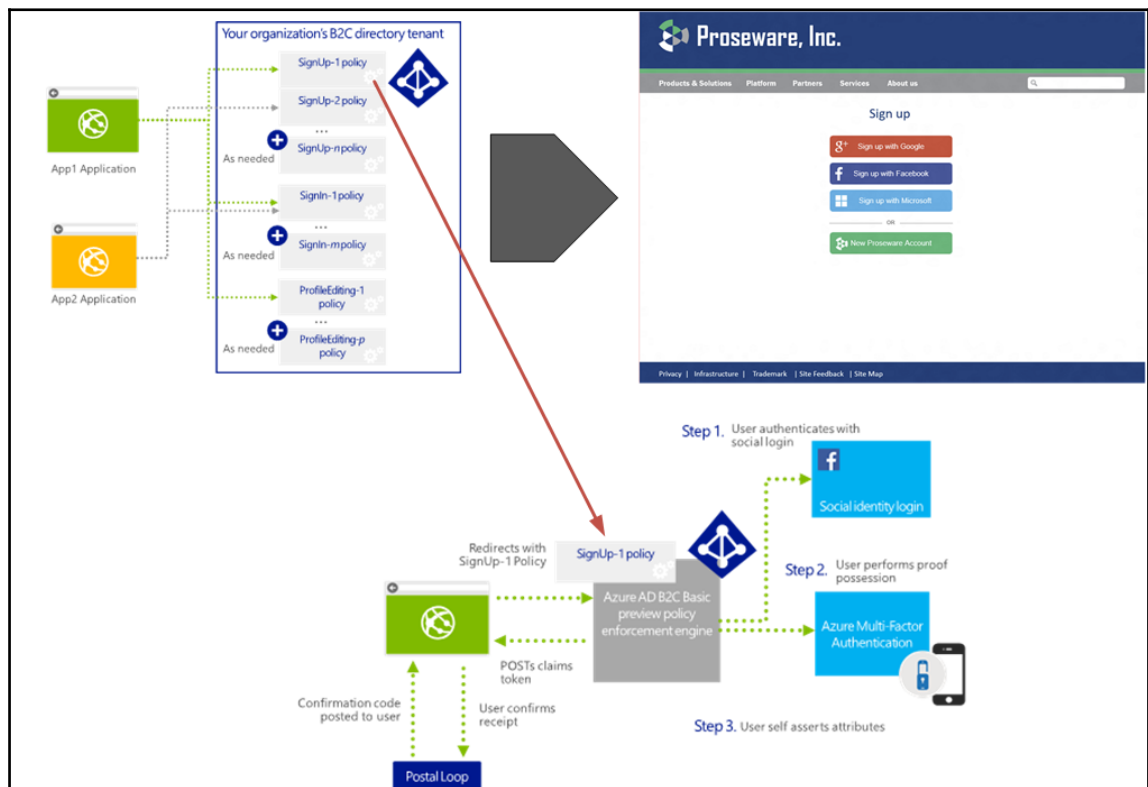 Your organization's B2C directory tenant
SignUp-1 policy
SignUp-2 policy
...
As needed
SignUp-n policy
SignIn-1 policy
...
As needed
SignIn-m policy
ProfileEditing-1
policy
...
As needed
ProfileEditing-p
policy
App1 Application
App2 Application
Proseware, Inc.
Products & Solutions Platform Partners Services About us
Sign up
g+ Sign up with Google
f Sign up with Facebook
Sign up with Microsoft
OR
New Proseware Account
Privacy | Infrastructure | Trademark | Site Feedback | Site Map
Step 1. User authenticates with
social login
f
Social identity login
Redirects with
SignUp-1 Policy
SignUp-1 policy
Azure AD B2C Basic
preview policy
enforcement engine
Step 2. User performs proof
possession
Azure Multi-Factor
Authentication
POSTs claims
token
Confirmation code
posted to user
User confirms
receipt
Step 3. User self asserts attributes
Postal Loop